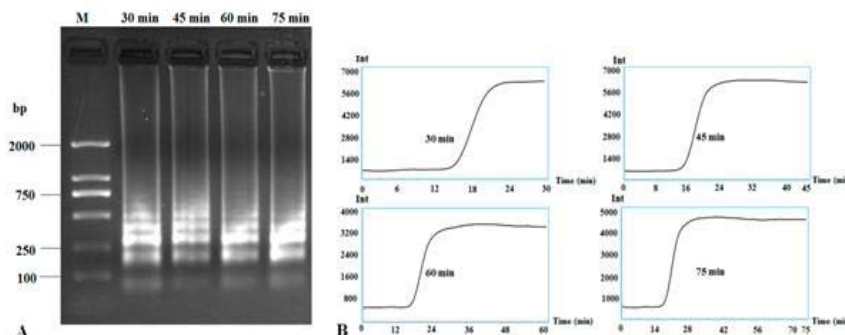 M 30 min 45 min 60 min 75 min
bp
2000
750
250
100
A
B
Int
7000
5600
4200
2800
1400
30 min
0 6 12 18 24 30
Time (min)
Int
7000
5600
4200
2800
1400
45 min
0 8 16 24 32 40 45
Time (min)
4000
3200
2400
1600
800
60 min
0 12 24 36 48 60
Time (min)
5000
4000
3000
2000
1000
75 min
0 14 28 42 56 70 75
Time (min)